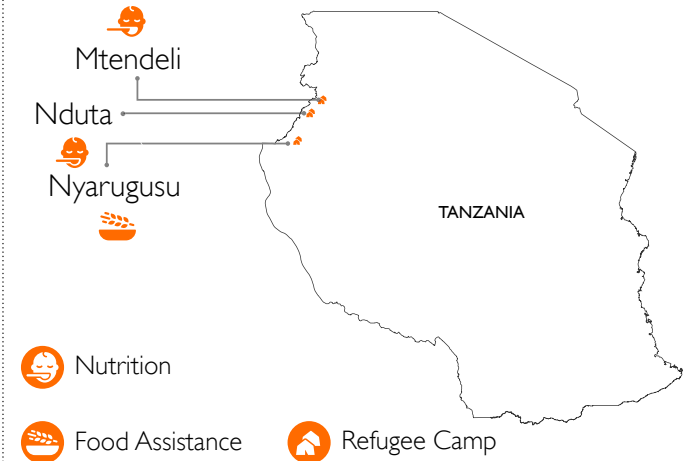 Mtendeli
Nduta
Nyarugusu
TANZANIA
Nutrition
Food Assistance
Refugee Camp